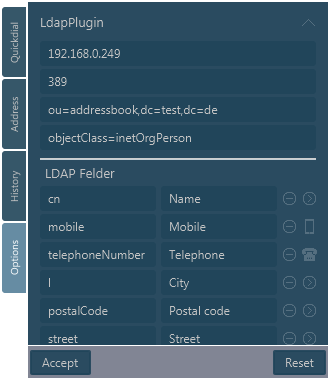 Quickdial
Address
History
Options
LdapPlugin
192.168.0.249
389
ou=addressbook,dc=test,dc=de
objectClass=inetOrgPerson
LDAP Felder
cn Name
mobile Mobile
telephoneNumber Telephone
l City
postalCode Postal code
street Street
Accept Reset